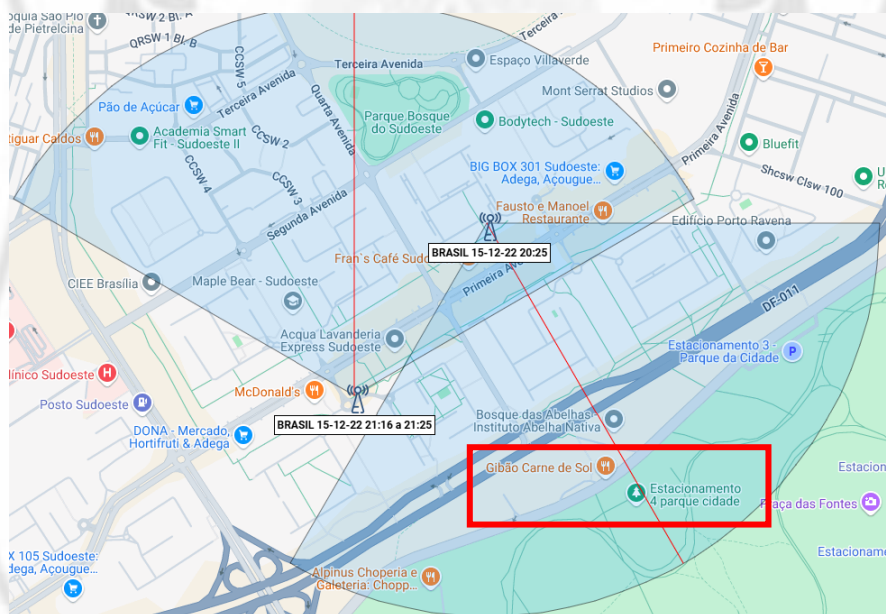 oquia São Pio
de Pietrelcina
QRSW 2 Bl. A
QRSW 1 Bl. B
CCSW 5
Terceira Avenida
Terceira Avenida
Quarta Avenida
Espaço Villaverde
Primeiro Cozinha de Bar
Mont Serrat Studios
Pão de Açúcar
Parque Bosque
do Sudoeste
Bodytech - Sudoeste
Primeira Avenida
tiguar Caldos
Academia Smart
Fit - Sudoeste II
CCSW 2
CCSW 4
CCSW 3
Bluefit
BIG BOX 301 Sudoeste:
Adega, Açougue...
Shcsw Clsw 100
Segunda Avenida
Fausto e Manoel
Restaurante
Edifício Porto Ravena
BRASIL 15-12-22 20:25
Fran's Café Sudo
CIEE Brasília
Maple Bear - Sudoeste
Primeira Ave
DF-011
Acqua Lavanderia
Express Sudoeste
Estacionamento 3 -
Parque da Cidade
P
línico Sudoeste
H
McDonald's
Posto Sudoeste
BRASIL 15-12-22 21:16 a 21:25
DONA - Mercado,
Hortifruti & Adega
Bosque das Abelhas
Instituto Abelha Nativa
Gibão Carne de Sol
Estacionamento
4 parque cidade
Estacion
Praça das Fontes
X 105 Sudoeste:
dega, Açougue...
Estacioname
Alpinus Choperia e
Galeteria: Chopp...